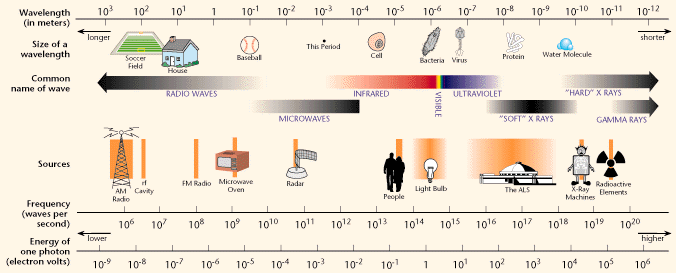 Wavelength 10³ 10² 10¹ 1 10⁻¹ 10⁻² 10⁻³ 10⁻⁴ 10⁻⁵ 10⁻⁶ 10⁻⁷ 10⁻⁸ 10⁻⁹ 10⁻¹⁰ 10⁻¹¹ 10⁻¹²
(in meters)
longer shorter
Size of a
wavelength
Soccer
Field
House
Baseball
This Period
Cell
Bacteria
Virus
Protein
Water Molecule
Common
name of wave
RADIO WAVES INFRARED VISIBLE ULTRAVIOLET "HARD" X RAYS
MICROWAVES "SOFT" X RAYS GAMMA RAYS
Sources
AM
Radio
rf
Cavity
FM Radio
Microwave
Oven
Radar
People
Light Bulb
The ALS
X-Ray
Machines
Radioactive
Elements
Frequency
(waves per
second)
10⁶ 10⁷ 10⁸ 10⁹ 10¹⁰ 10¹¹ 10¹² 10¹³ 10¹⁴ 10¹⁵ 10¹⁶ 10¹⁷ 10¹⁸ 10¹⁹ 10²⁰
lower higher
Energy of
one photon
(electron volts)
10⁻⁹ 10⁻⁸ 10⁻⁷ 10⁻⁶ 10⁻⁵ 10⁻⁴ 10⁻³ 10⁻² 10⁻¹ 1 10¹ 10² 10³ 10⁴ 10⁵ 10⁶